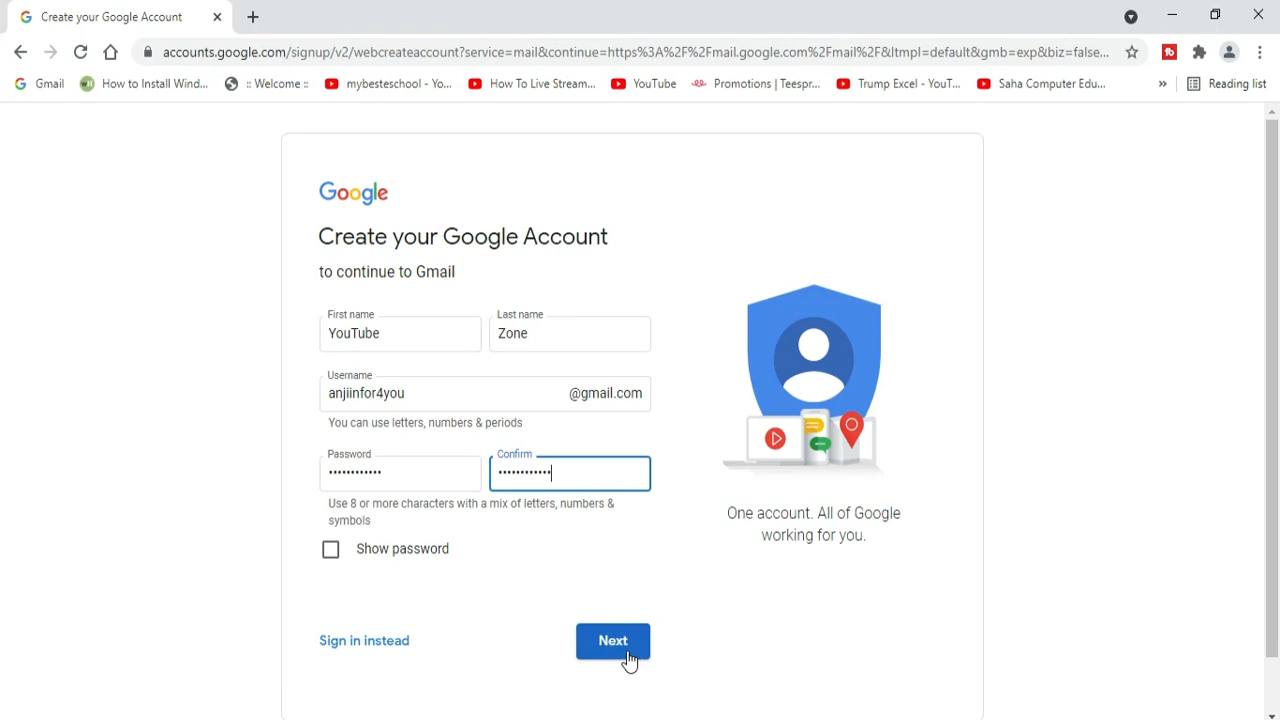 Create your Google Account
accounts.google.com/signup/v2/webcreateaccount?service=mail&continue=https%3A%2F%2Fmail.google.com%2Fmail%2F&ltmpl=default&gmb=exp&biz=false...
Gmail How to Install Wind... :: Welcome :: mybesteschool - Yo... How To Live Stream... YouTube Promotions | Teespr... Trump Excel - YouT... Saha Computer Edu... » Reading list
Google
Create your Google Account
to continue to Gmail
First name Last name
YouTube Zone
Username
anjiinfor4you @gmail.com
You can use letters, numbers & periods
Password Confirm
•••••••••••• ••••••••••••
Use 8 or more characters with a mix of letters, numbers &
symbols
Show password
One account. All of Google
working for you.
Sign in instead Next